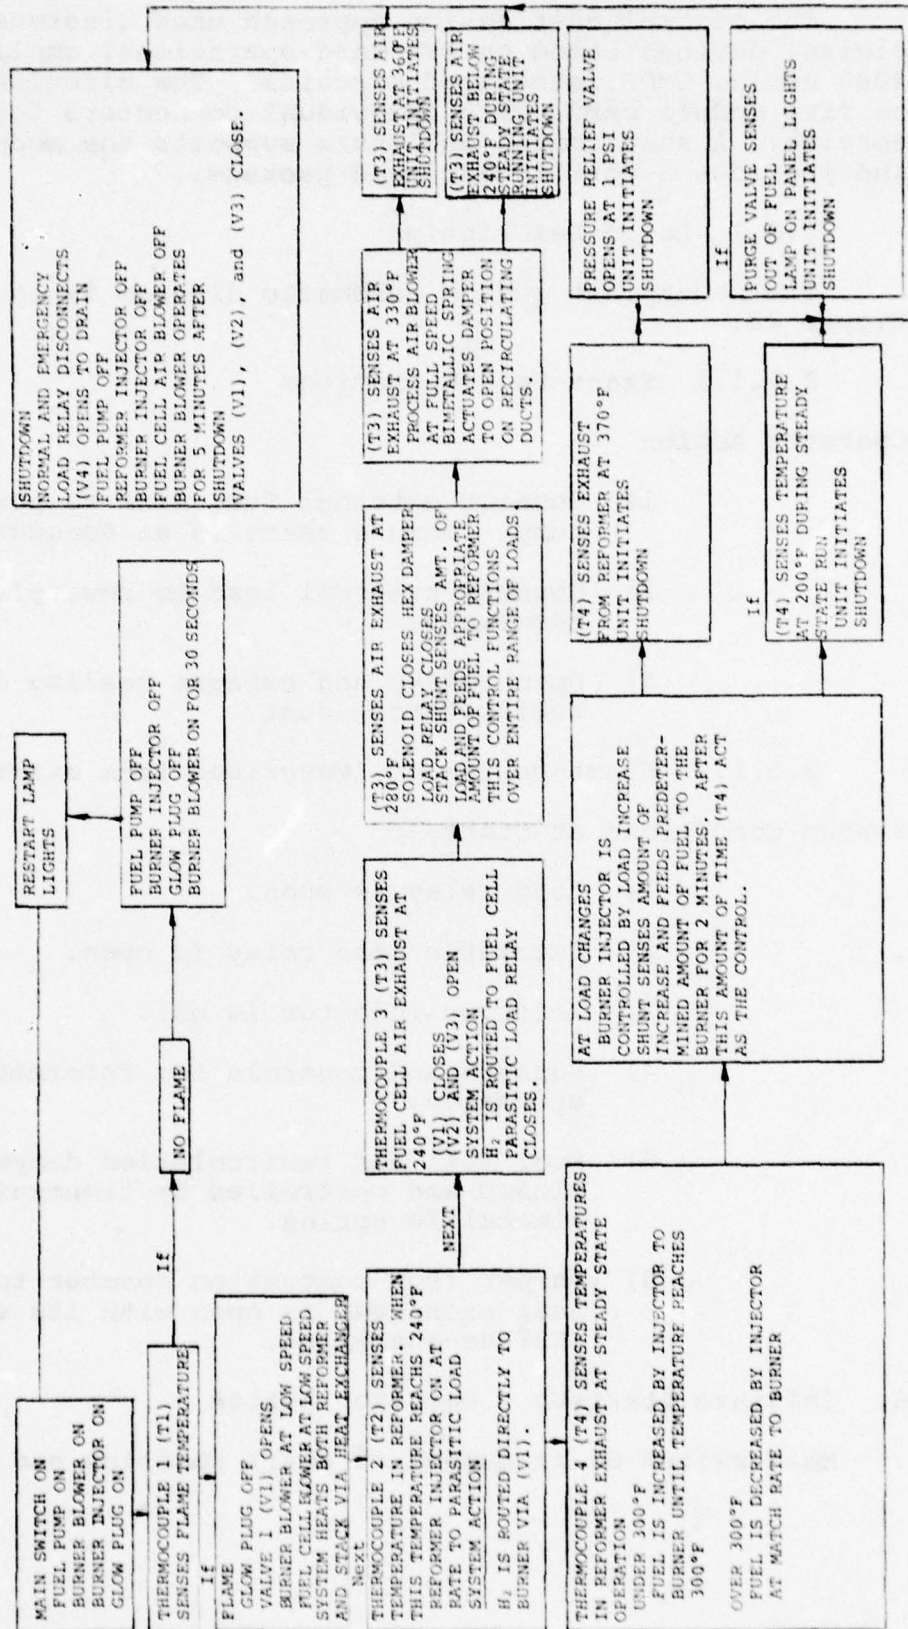 MAIN SWITCH ON
FUEL PUMP ON
BURNER BLOWER ON
BURNER INJECTOR ON
GLOW PLUG ON
THERMOCOUPLE 1 (T1)
SENSES FLAME TEMPERATURE
If
FLAME
GLOW PLUG OFF
VALVE 1 (V1) OPENS
BURNER BLOWER AT LOW SPEED
FUEL CELL BLOWER AT LOW SPEED
SYSTEM HEATS BOTH REFORMER
AND STACK VIA HEAT EXCHANGER
Next
THERMOCOUPLE 2 (T2) SENSES
TEMPERATURE IN REFORMER. WHEN
THIS TEMPERATURE REACHS 240°F
REFORMER INJECTOR ON AT
RATE TO PARASITIC LOAD
SYSTEM ACTION
H₂ IS ROUTED DIRECTLY TO
BURNER VIA (V1).
THERMOCOUPLE 4 (T4) SENSES TEMPERATURES
IN REFORMER EXHAUST AT STEADY STATE
OPERATION
UNDER 300°F
FUEL IS INCREASED BY INJECTOR TO
BURNER UNTIL TEMPERATURE REACHES
300°F
OVER 300°F
FUEL IS DECREASED BY INJECTOR
AT MATCH RATE TO BURNER
If
NO FLAME
RESTART LAMP
LIGHTS
FUEL PUMP OFF
BURNER INJECTOR OFF
GLOW PLUG OFF
BURNER BLOWER ON FOR 30 SECONDS
NEXT
THERMOCOUPLE 3 (T3) SENSES
FUEL CELL AIR EXHAUST AT
240°F
(V1) CLOSES
(V2) AND (V3) OPEN
SYSTEM ACTION
H₂ IS ROUTED TO FUEL CELL
PARASITIC LOAD RELAY
CLOSES
AT LOAD CHANGES
BURNER INJECTOR IS
CONTROLLED BY LOAD INCREASE
SHUNT SENSES AMOUNT OF
INCREASE AND FEEDS PREDETER-
MINED AMOUNT OF FUEL TO THE
BURNER FOR 2 MINUTES. AFTER
THIS AMOUNT OF TIME (T4) ACT
AS THE CONTROL.
(T3) SENSES AIR EXHAUST AT
280°F
SOLENOID CLOSES HEX DAMPER
LOAD RELAY CLOSES
STACK SHUNT SENSES AMT. OF
LOAD AND FEEDS APPROPIATE
AMOUNT OF FUEL TO REFORMER
THIS CONTROL FUNCTIONS
OVER ENTIRE RANGE OF LOADS
(T4) SENSES EXHAUST
FROM REFORMER AT 370°F
UNIT INITIATES
SHUTDOWN
If
(T4) SENSES TEMPERATURE
AT 200°F DURING STEADY
STATE RUN
UNIT INITIATES
SHUTDOWN
SHUTDOWN
NORMAL AND EMERGENCY
LOAD RELAY DISCONNECTS
(V4) OPENS TO DRAIN
FUEL PUMP OFF
REFORMER INJECTOR OFF
BURNER INJECTOR OFF
FUEL CELL AIR BLOWER OFF
BURNER BLOWER OPERATES
FOR 5 MINUTES AFTER
SHUTDOWN
VALVES (V1), (V2) and (V3) CLOSE
(T3) SENSES AIR
EXHAUST AT 330°F
PROCESS AIR BLOWER
AT FULL SPEED
BIMETALLIC SPRING
ACTUATES DAMPER
TO OPEN POSITION
ON RECIRCULATING
DUCTS.
(T3) SENSES AIR
EXHAUST AT 360°F
UNIT INITIATES
SHUTDOWN
(T3) SENSES AIR
EXHAUST BELOW
240°F DURING
STEADY STATE
RUNNING UNIT
INITIATES
SHUTDOWN
PRESSURE RELIEF VALVE
OPENS AT 1 PSI
UNIT INITIATES
SHUTDOWN
If
PURGE VALVE SENSES
OUT OF FUEL
LAMP ON PANEL LIGHTS
UNIT INITIATES
SHUTDOWN